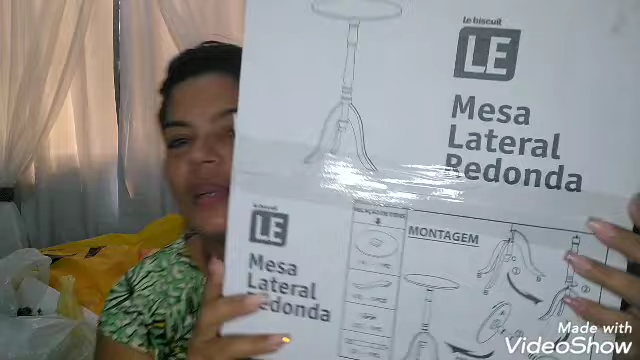 Le biscuit
LE
Mesa
Lateral
Redonda
le biscuit
LE
Mesa
Lateral
Redonda
MONTAGEM
Made with
VideoShow